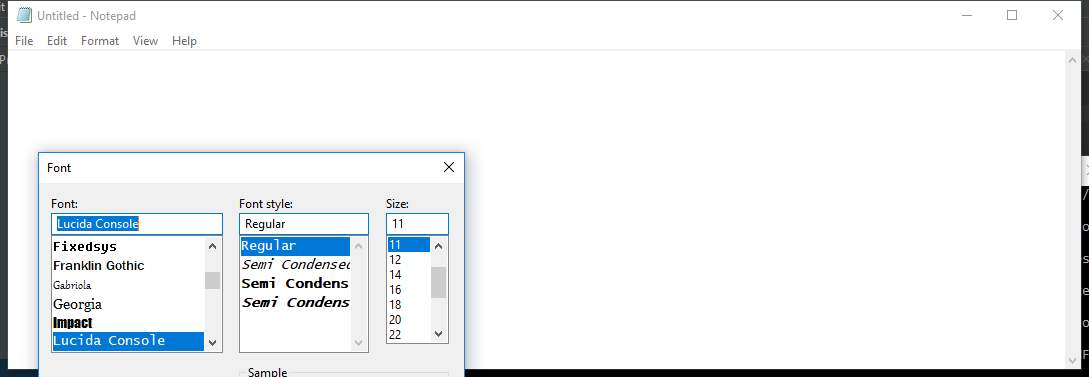 Untitled - Notepad
File Edit Format View Help
Font
Font: Font style: Size:
Lucida Console Regular 11
Fixedsys Regular 11
Franklin Gothic Semi Condensed 12
Gabriola Semi Condens 14
Georgia Semi Condens 16
Impact 18
Lucida Console 20
22
Sample